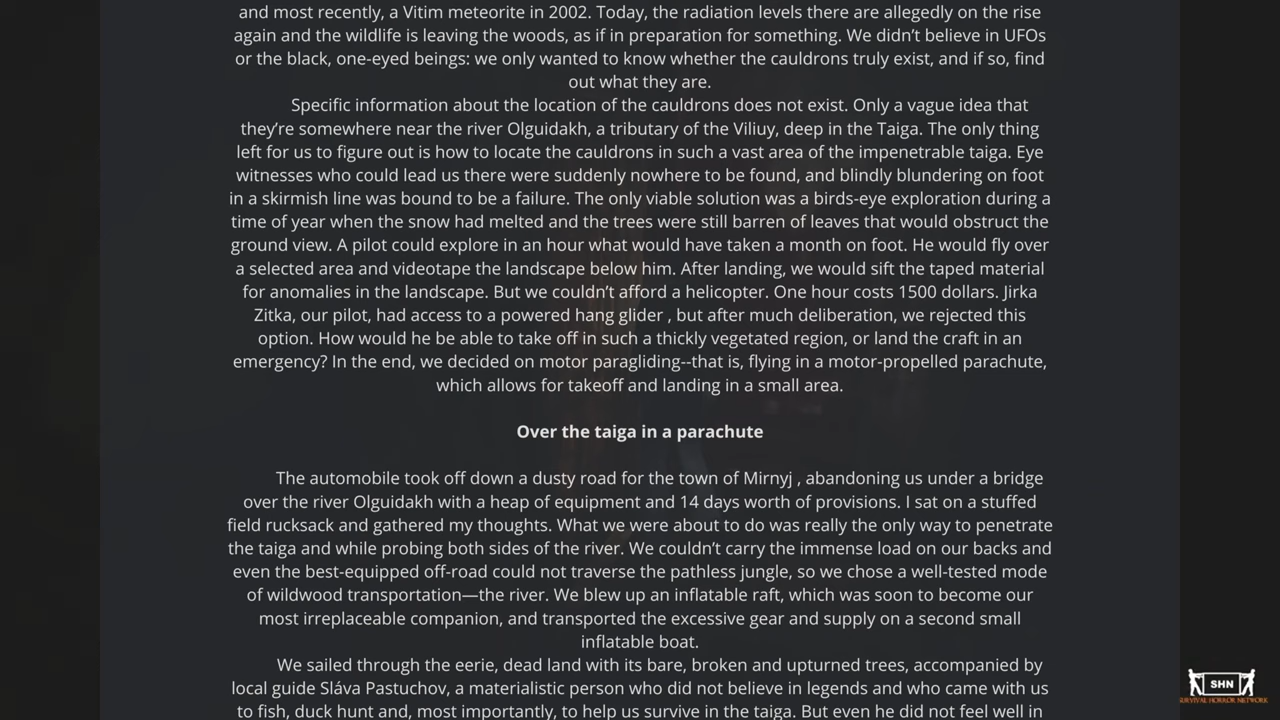 and most recently, a Vitim meteorite in 2002. Today, the radiation levels there are allegedly on the rise
again and the wildlife is leaving the woods, as if in preparation for something. We didn’t believe in UFOs
or the black, one-eyed beings: we only wanted to know whether the cauldrons truly exist, and if so, find
out what they are.
Specific information about the location of the cauldrons does not exist. Only a vague idea that
they’re somewhere near the river Olguidakh, a tributary of the Viliuy, deep in the Taiga. The only thing
left for us to figure out is how to locate the cauldrons in such a vast area of the impenetrable taiga. Eye
witnesses who could lead us there were suddenly nowhere to be found, and blindly blundering on foot
in a skirmish line was bound to be a failure. The only viable solution was a birds-eye exploration during a
time of year when the snow had melted and the trees were still barren of leaves that would obstruct the
ground view. A pilot could explore in an hour what would have taken a month on foot. He would fly over
a selected area and videotape the landscape below him. After landing, we would sift the taped material
for anomalies in the landscape. But we couldn’t afford a helicopter. One hour costs 1500 dollars. Jirka
Zitka, our pilot, had access to a powered hang glider , but after much deliberation, we rejected this
option. How would he be able to take off in such a thickly vegetated region, or land the craft in an
emergency? In the end, we decided on motor paragliding--that is, flying in a motor-propelled parachute,
which allows for takeoff and landing in a small area.
Over the taiga in a parachute
The automobile took off down a dusty road for the town of Mirnyj , abandoning us under a bridge
over the river Olguidakh with a heap of equipment and 14 days worth of provisions. I sat on a stuffed
field rucksack and gathered my thoughts. What we were about to do was really the only way to penetrate
the taiga and while probing both sides of the river. We couldn’t carry the immense load on our backs and
even the best-equipped off-road could not traverse the pathless jungle, so we chose a well-tested mode
of wildwood transportation—the river. We blew up an inflatable raft, which was soon to become our
most irreplaceable companion, and transported the excessive gear and supply on a second small
inflatable boat.
We sailed through the eerie, dead land with its bare, broken and upturned trees, accompanied by
local guide Sláva Pastuchov, a materialistic person who did not believe in legends and who came with us
to fish, duck hunt and, most importantly, to help us survive in the taiga. But even he did not feel well in
SHN
SURVIVAL HORROR NETWORK